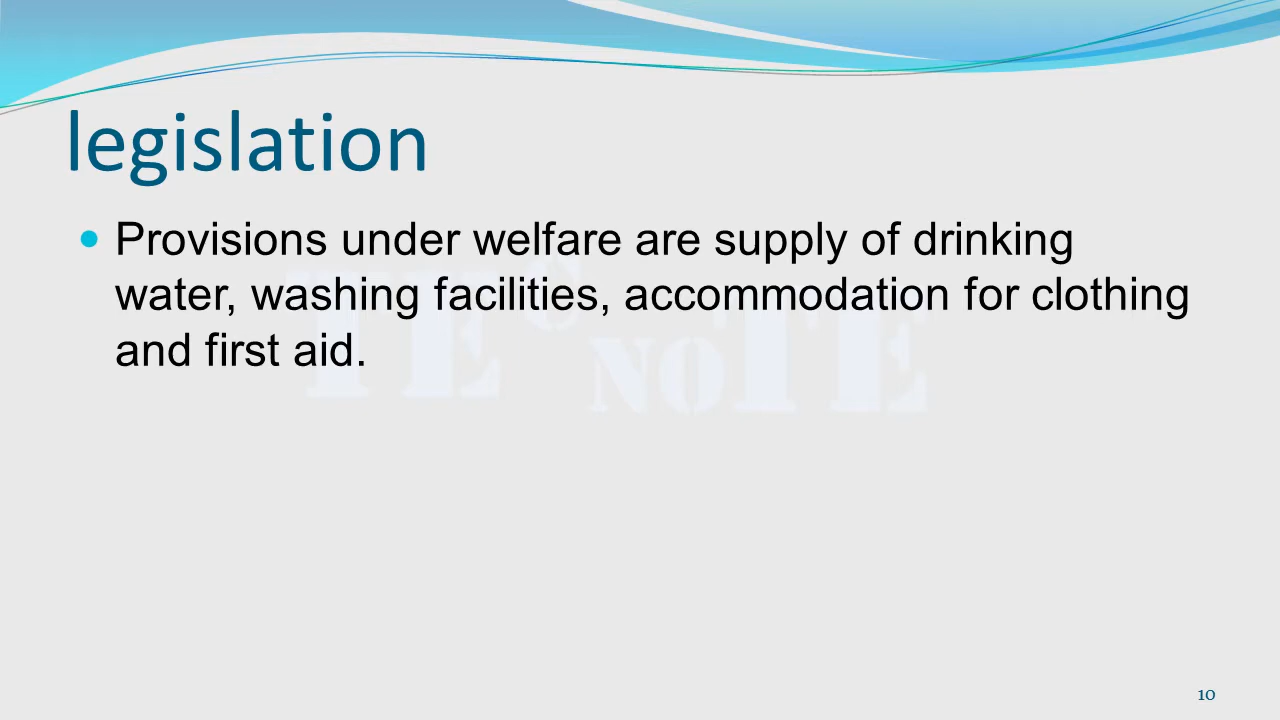 legislation
Provisions under welfare are supply of drinking
water, washing facilities, accommodation for clothing
and first aid.
10